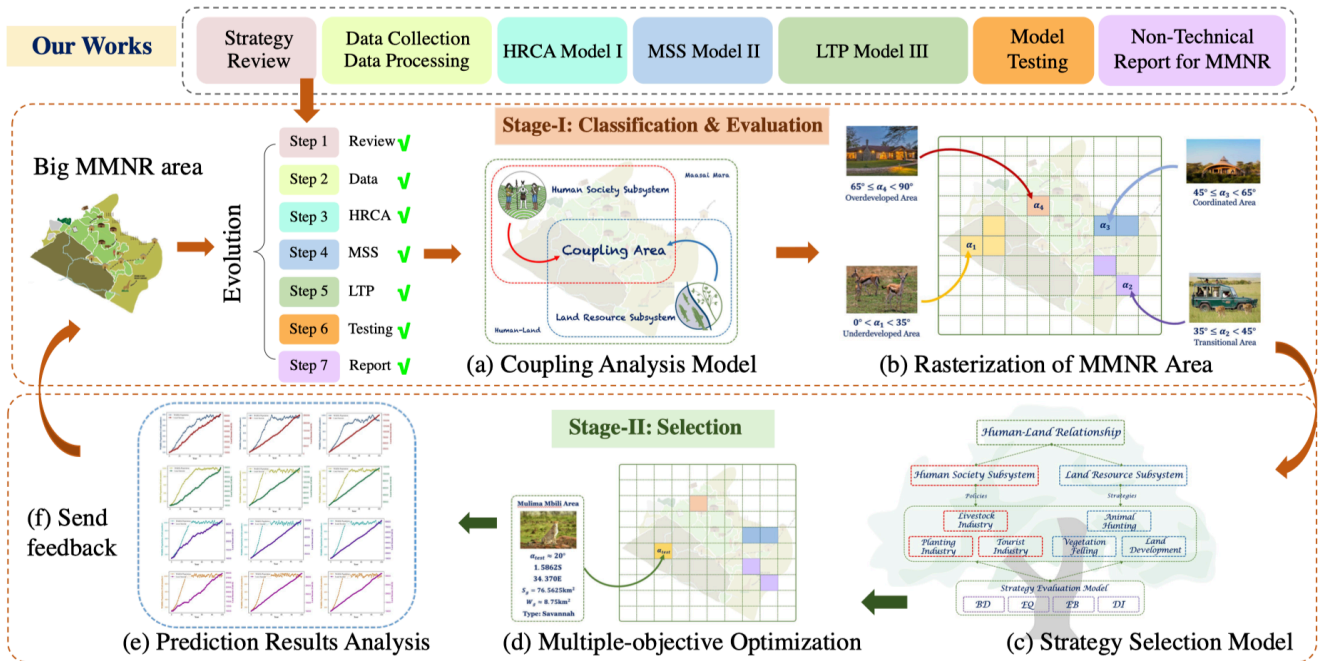 Our Works
Strategy
Review
Data Collection
Data Processing
HRCA Model I
MSS Model II
LTP Model III
Model
Testing
Non-Technical
Report for MMNR
Stage-I: Classification & Evaluation
Big MMNR area
Evolution
Step 1 Review √
Step 2 Data √
Step 3 HRCA √
Step 4 MSS √
Step 5 LTP √
Step 6 Testing √
Step 7 Report √
Maasai Mara
Human Society Subsystem
Coupling Area
Land Resource Subsystem
Human-Land
(a) Coupling Analysis Model
65° ≤ α₄ < 90°
Overdeveloped Area
45° ≤ α₃ < 65°
Coordinated Area
α₄
α₃
α₁
α₂
0° < α₁ < 35°
Underdeveloped Area
35° ≤ α₂ < 45°
Transitional Area
(b) Rasterization of MMNR Area
Stage-II: Selection
Human-Land Relationship
Human Society Subsystem
Land Resource Subsystem
Policies
Strategies
Livestock
Industry
Animal
Hunting
Planting
Industry
Tourist
Industry
Vegetation
Felling
Land
Development
Strategy Evaluation Model
BD EQ EB DI
(c) Strategy Selection Model
Mulima Mbili Area
αtest ≈ 20°
1.5862S
34.370E
Sg = 76.5625km²
Wg = 8.75km²
Type: Savannah
αtest
(d) Multiple-objective Optimization
(e) Prediction Results Analysis
(f) Send
feedback